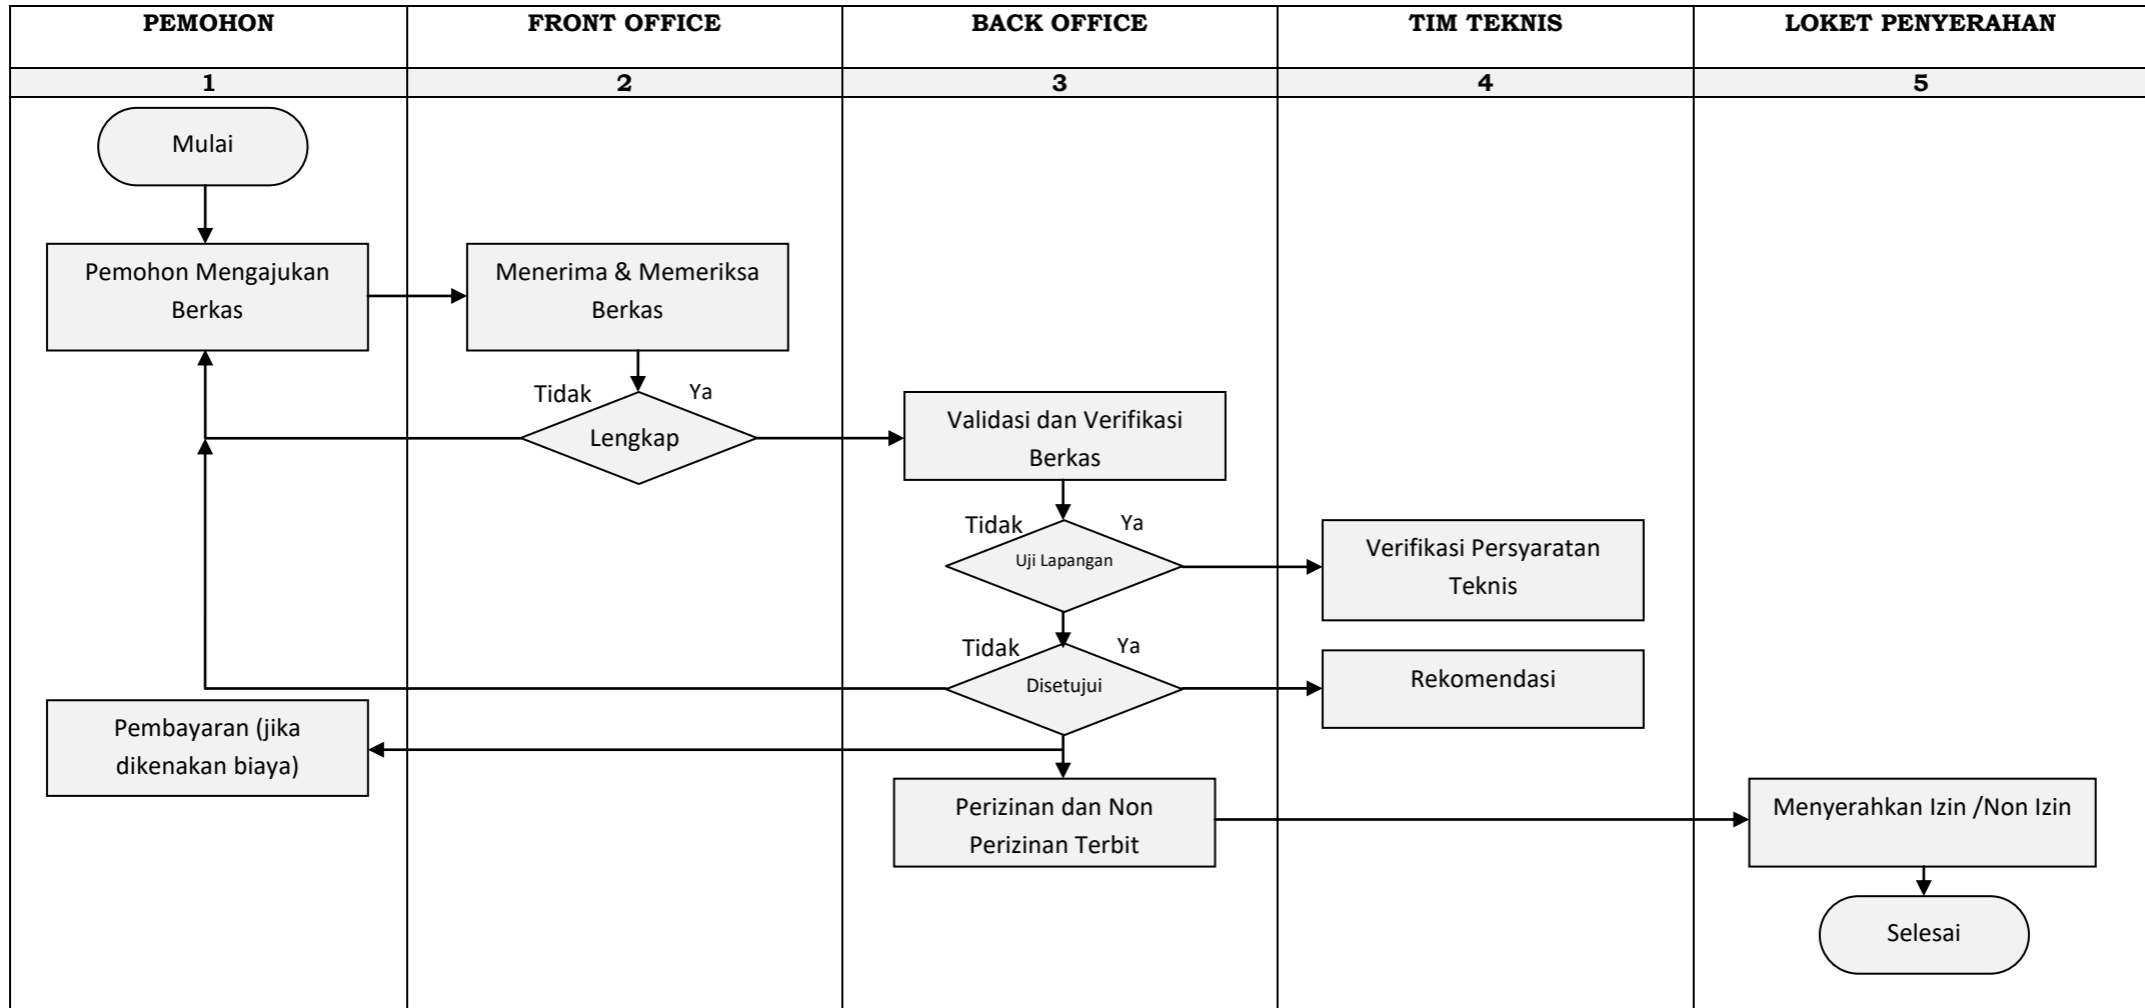 PEMOHON
FRONT OFFICE
BACK OFFICE
TIM TEKNIS
LOKET PENYERAHAN
1
2
3
4
5
Mulai
Pemohon Mengajukan
Berkas
Menerima & Memeriksa
Berkas
Tidak
Ya
Lengkap
Validasi dan Verifikasi
Berkas
Tidak
Ya
Uji Lapangan
Verifikasi Persyaratan
Teknis
Tidak
Ya
Disetujui
Rekomendasi
Pembayaran (jika
dikenakan biaya)
Perizinan dan Non
Perizinan Terbit
Menyerahkan Izin /Non Izin
Selesai